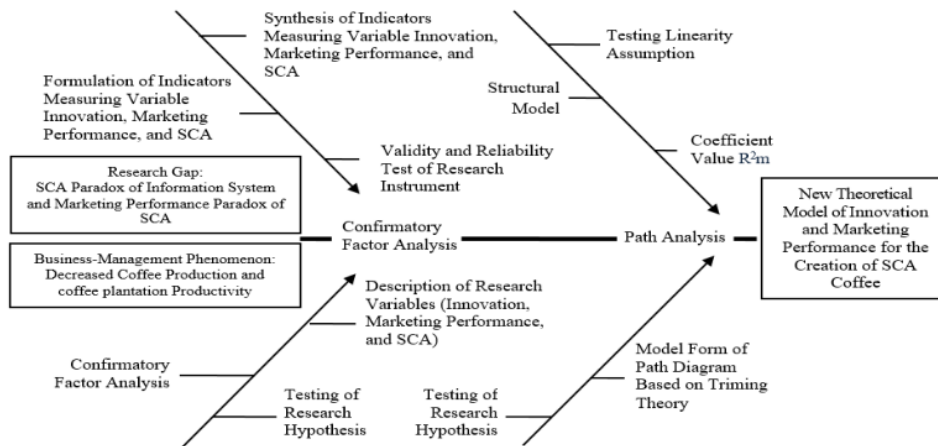 Synthesis of Indicators
Measuring Variable Innovation,
Marketing Performance, and
SCA
Testing Linearity
Assumption
Formulation of Indicators
Measuring Variable
Innovation, Marketing
Performance, and SCA
Structural
Model
Validity and Reliability
Test of Research
Instrument
Coefficient
Value R²m
Research Gap:
SCA Paradox of Information System
and Marketing Performance Paradox of
SCA
Business-Management Phenomenon:
Decreased Coffee Production and
coffee plantation Productivity
Confirmatory
Factor Analysis
Path Analysis
New Theoretical
Model of Innovation
and Marketing
Performance for the
Creation of SCA
Coffee
Description of Research
Variables (Innovation,
Marketing Performance,
and SCA)
Confirmatory
Factor Analysis
Testing of
Research
Hypothesis
Testing of
Research
Hypothesis
Model Form of
Path Diagram
Based on Triming
Theory